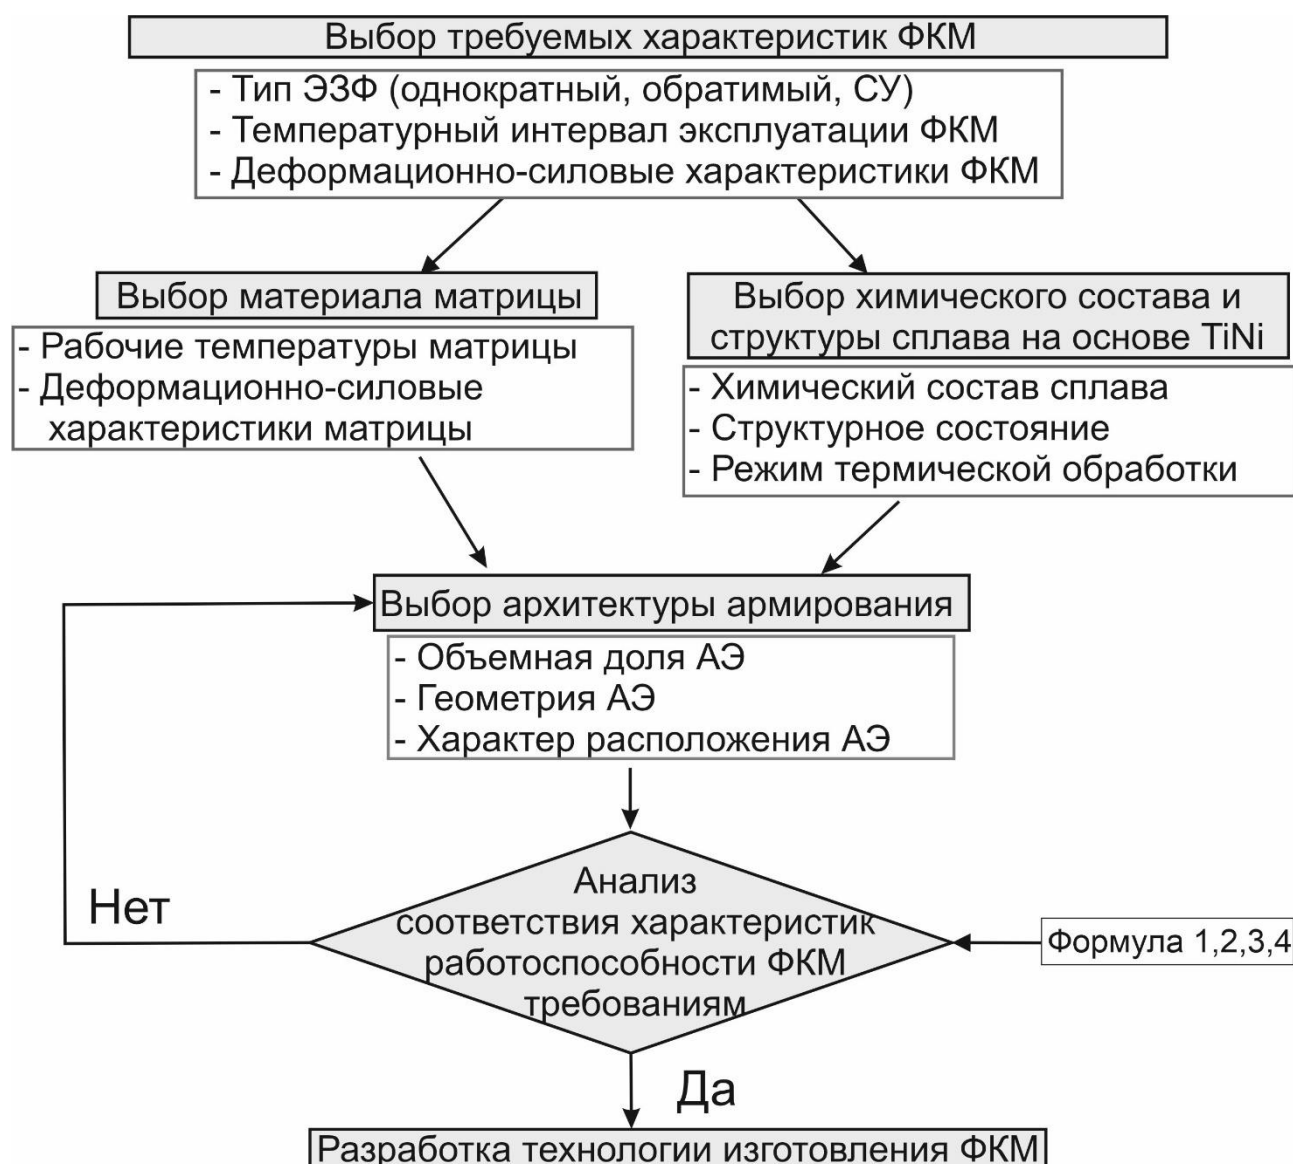 Выбор требуемых характеристик ФКМ
- Тип ЭЗФ (однократный, обратимый, СУ)
- Температурный интервал эксплуатации ФКМ
- Деформационно-силовые характеристики ФКМ
Выбор материала матрицы
- Рабочие температуры матрицы
- Деформационно-силовые
характеристики матрицы
Выбор химического состава и
структуры сплава на основе TiNi
- Химический состав сплава
- Структурное состояние
- Режим термической обработки
Выбор архитектуры армирования
- Объемная доля АЭ
- Геометрия АЭ
- Характер расположения АЭ
Анализ
соответствия характеристик
работоспособности ФКМ
требованиям
Нет
Формула 1,2,3,4
Да
Разработка технологии изготовления ФКМ